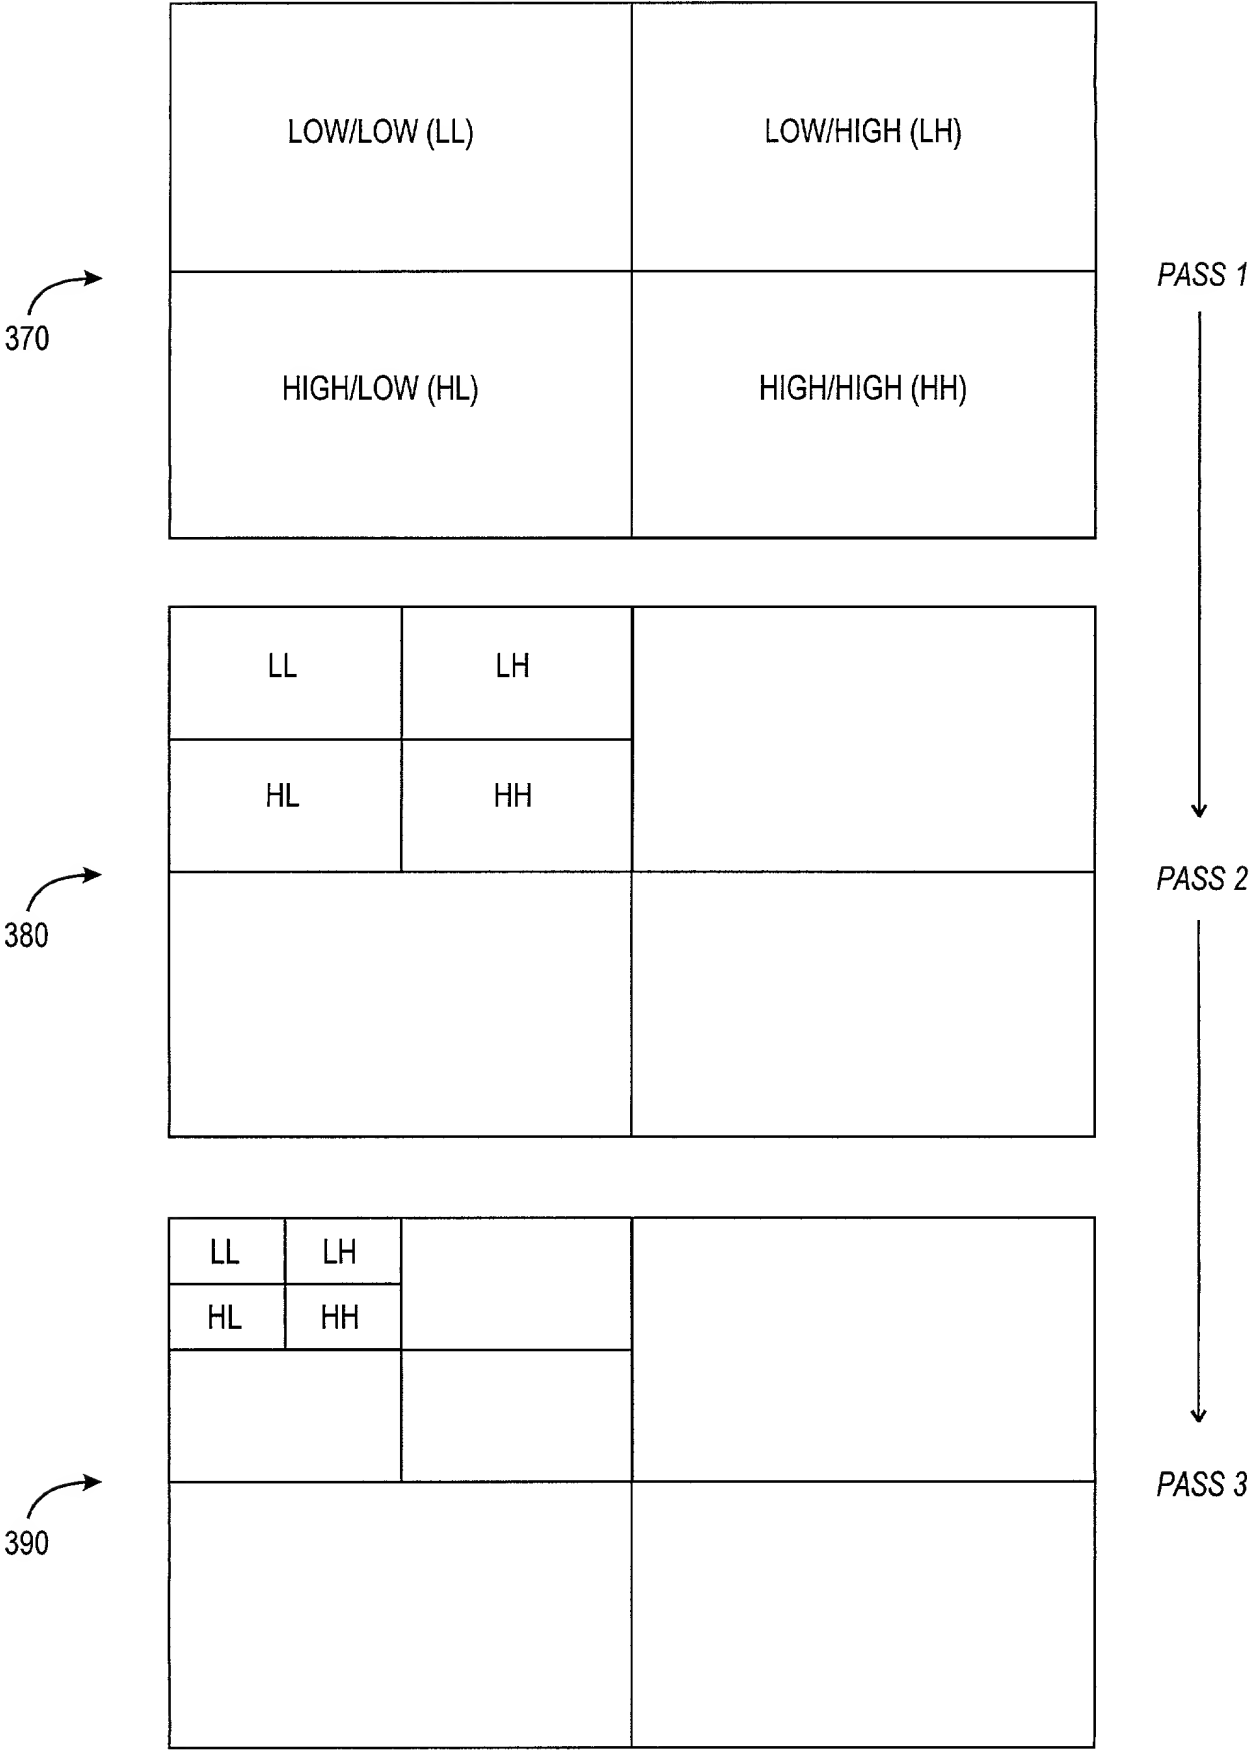 LOW/LOW (LL)
LOW/HIGH (LH)
PASS 1
370
HIGH/LOW (HL)
HIGH/HIGH (HH)
LL
LH
HL
HH
PASS 2
380
LL
LH
HL
HH
PASS 3
390